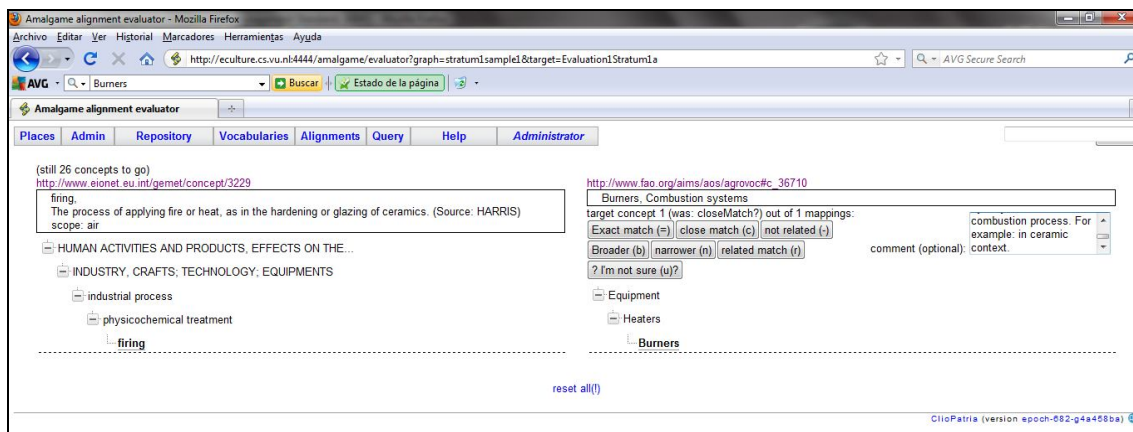 Amalgame alignment evaluator - Mozilla Firefox
Archivo Editar Ver Historial Marcadores Herramientas Ayuda
http://eculture.cs.vu.nl:4444/amalgame/evaluator?graph=stratum1sample1&target=Evaluation1Stratum1a
AVG Secure Search
AVG Burners Buscar Estado de la página
Amalgame alignment evaluator
Places Admin Repository Vocabularies Alignments Query Help Administrator
(still 26 concepts to go)
http://www.eionet.eu.int/gemet/concept/3229
firing,
The process of applying fire or heat, as in the hardening or glazing of ceramics. (Source: HARRIS)
scope: air
HUMAN ACTIVITIES AND PRODUCTS, EFFECTS ON THE...
INDUSTRY, CRAFTS; TECHNOLOGY; EQUIPMENTS
industrial process
physicochemical treatment
firing
http://www.fao.org/aims/aos/agrovoc#c_36710
Burners, Combustion systems
target concept 1 (was: closeMatch?) out of 1 mappings:
Exact match (=) close match (c) not related (-)
Broader (b) narrower (n) related match (r)
? I'm not sure (u)?
comment (optional):
combustion process. For
example: in ceramic
context.
Equipment
Heaters
Burners
reset all(!)
ClioPatria (version epoch-682-g4a458ba)